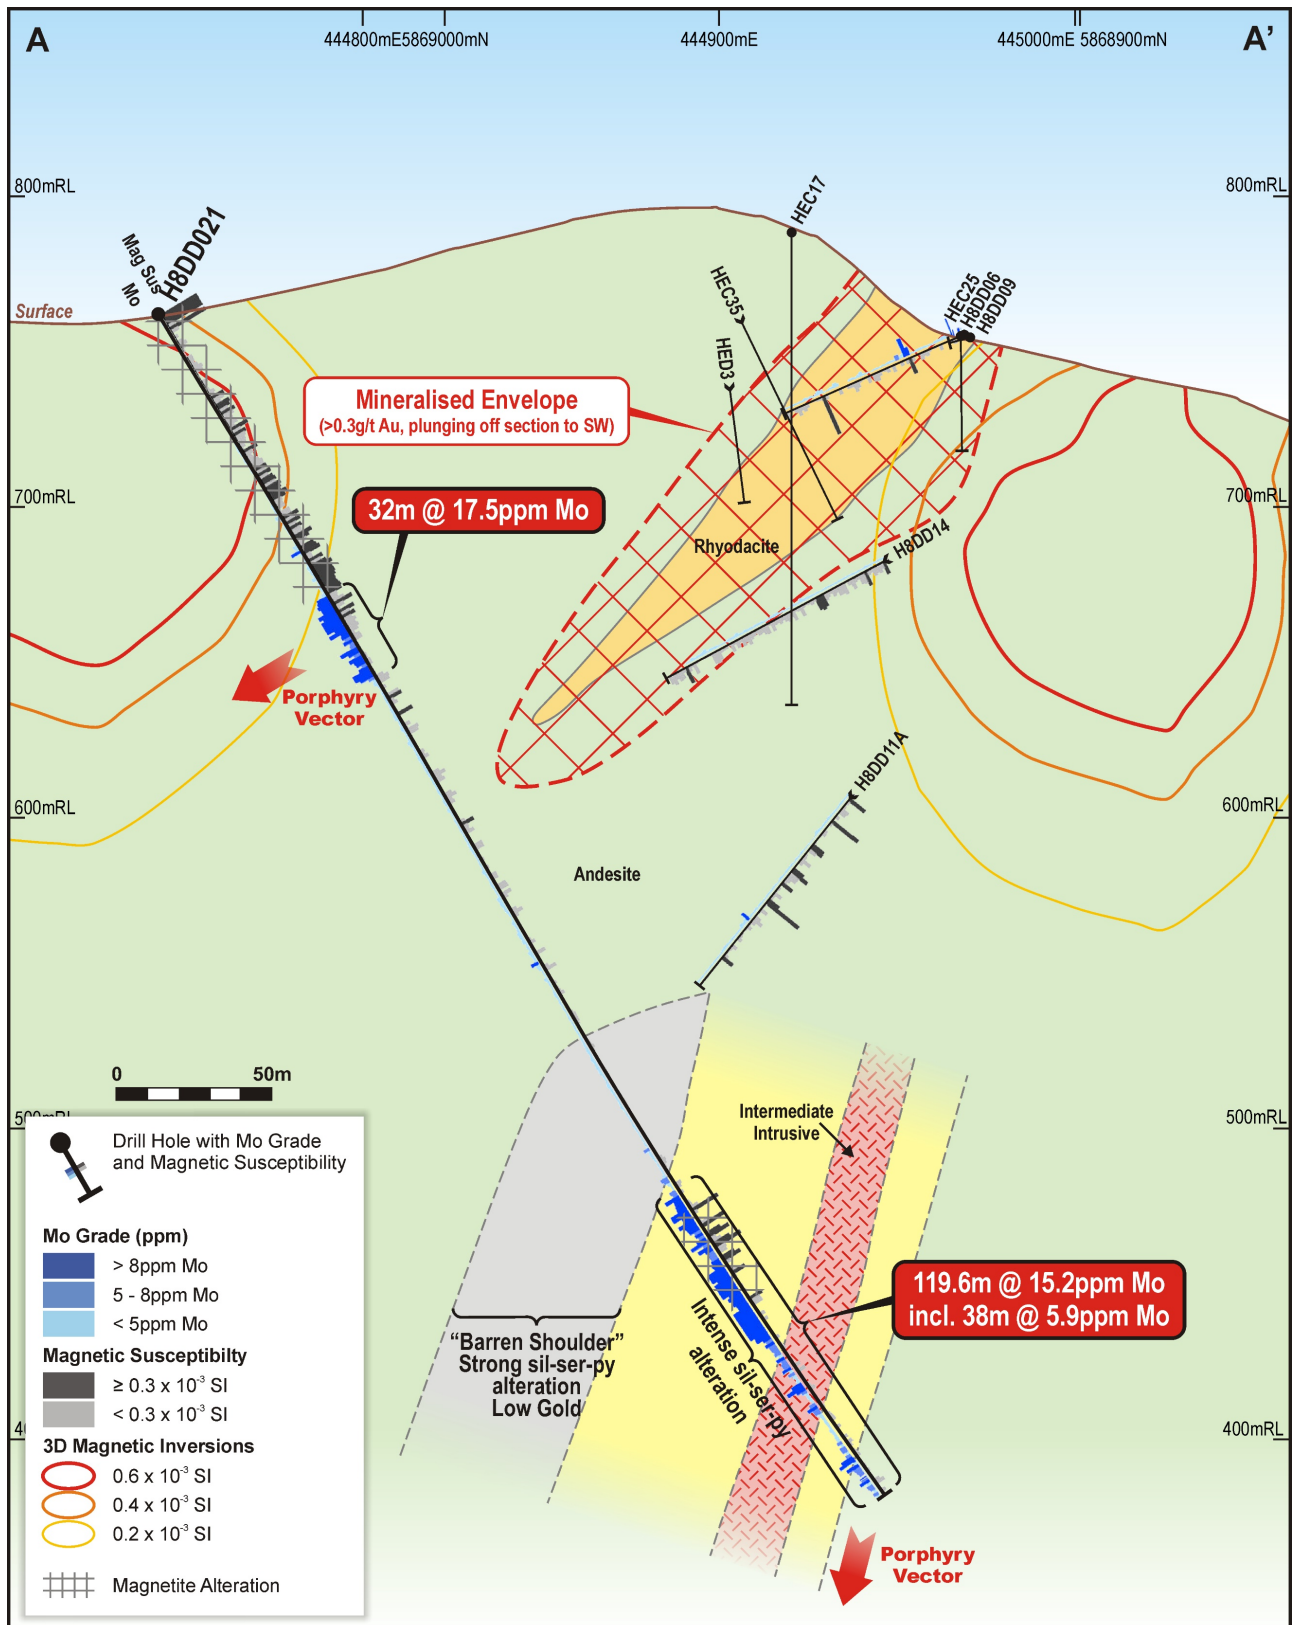 A
444800mE5869000mN
444900mE
445000mE 5868900mN
A’
800mRL
800mRL
HEC17
H8DD021
Mag Sus
Mo
HEC35
HED3
HEC25
H8DD06
H8DD09
Surface
Mineralised Envelope
(>0.3g/t Au, plunging off section to SW)
700mRL
700mRL
32m @ 17.5ppm Mo
Rhyodacite
H8DD14
Porphyry
Vector
H8DD11A
600mRL
600mRL
Andesite
0
50m
500mRL
500mRL
Intermediate
Intrusive
Drill Hole with Mo Grade
and Magnetic Susceptibility
Mo Grade (ppm)
> 8ppm Mo
5 - 8ppm Mo
< 5ppm Mo
Magnetic Susceptibilty
≥ 0.3 x 10⁻³ SI
< 0.3 x 10⁻³ SI
3D Magnetic Inversions
0.6 x 10⁻³ SI
0.4 x 10⁻³ SI
0.2 x 10⁻³ SI
Magnetite Alteration
119.6m @ 15.2ppm Mo
incl. 38m @ 5.9ppm Mo
“Barren Shoulder”
Strong sil-ser-py
alteration
Low Gold
Intense sil-ser-py
alteration
400mRL
Porphyry
Vector